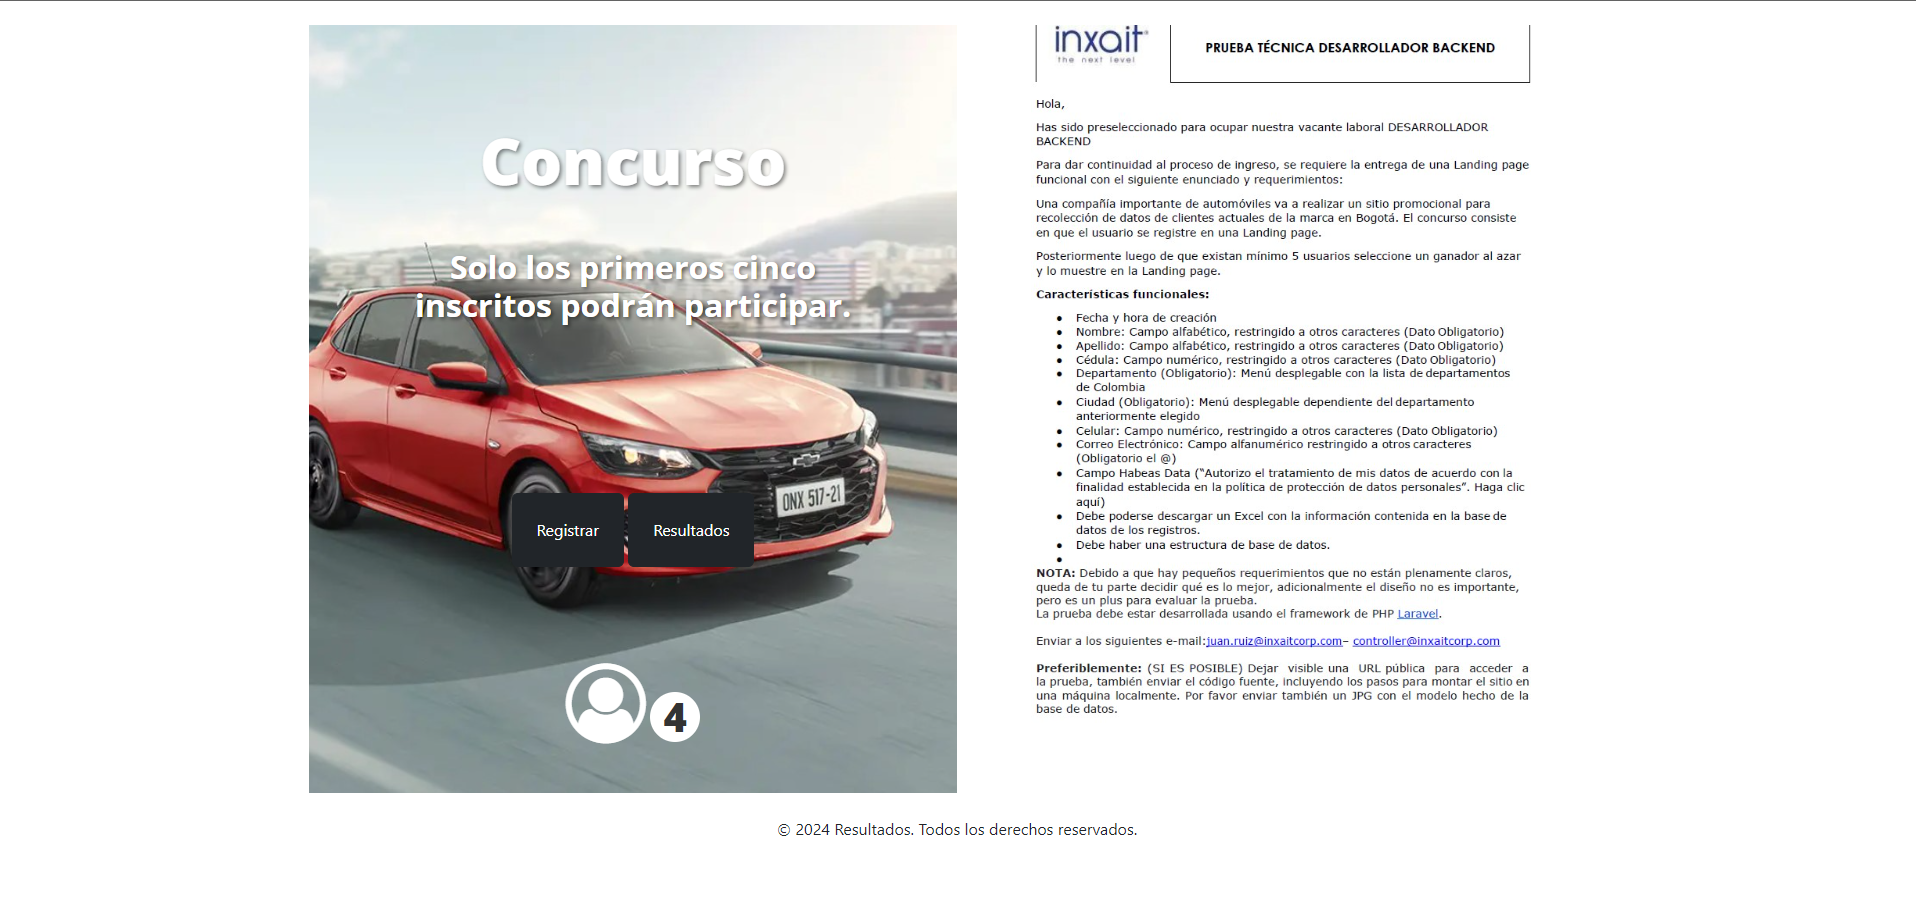 Concurso
Solo los primeros cinco
inscritos podrán participar.
ONX 517-21
Registrar
Resultados
4
inxait
the next level
PRUEBA TÉCNICA DESARROLLADOR BACKEND
Hola,
Has sido preseleccionado para ocupar nuestra vacante laboral DESARROLLADOR
BACKEND
Para dar continuidad al proceso de ingreso, se requiere la entrega de una Landing page
funcional con el siguiente enunciado y requerimientos:
Una compañía importante de automóviles va a realizar un sitio promocional para
recolección de datos de clientes actuales de la marca en Bogotá. El concurso consiste
en que el usuario se registre en una Landing page.
Posteriormente luego de que existan mínimo 5 usuarios seleccione un ganador al azar
y lo muestre en la Landing page.
Características funcionales:
• Fecha y hora de creación
• Nombre: Campo alfabético, restringido a otros caracteres (Dato Obligatorio)
• Apellido: Campo alfabético, restringido a otros caracteres (Dato Obligatorio)
• Cédula: Campo numérico, restringido a otros caracteres (Dato Obligatorio)
• Departamento (Obligatorio): Menú desplegable con la lista de departamentos
de Colombia
• Ciudad (Obligatorio): Menú desplegable dependiente del departamento
anteriormente elegido
• Celular: Campo numérico, restringido a otros caracteres (Dato Obligatorio)
• Correo Electrónico: Campo alfanumérico restringido a otros caracteres
(Obligatorio el @)
• Campo Habeas Data (“Autorizo el tratamiento de mis datos de acuerdo con la
finalidad establecida en la política de protección de datos personales”. Haga clic
aquí)
• Debe poderse descargar un Excel con la información contenida en la base de
datos de los registros.
• Debe haber una estructura de base de datos.
•
NOTA: Debido a que hay pequeños requerimientos que no están plenamente claros,
queda de tu parte decidir qué es lo mejor, adicionalmente el diseño no es importante,
pero es un plus para evaluar la prueba.
La prueba debe estar desarrollada usando el framework de PHP Laravel.
Enviar a los siguientes e-mail:juan.ruiz@inxaitcorp.com– controller@inxaitcorp.com
Preferiblemente: (SI ES POSIBLE) Dejar visible una URL pública para acceder a
la prueba, también enviar el código fuente, incluyendo los pasos para montar el sitio en
una máquina localmente. Por favor enviar también un JPG con el modelo hecho de la
base de datos.
© 2024 Resultados. Todos los derechos reservados.